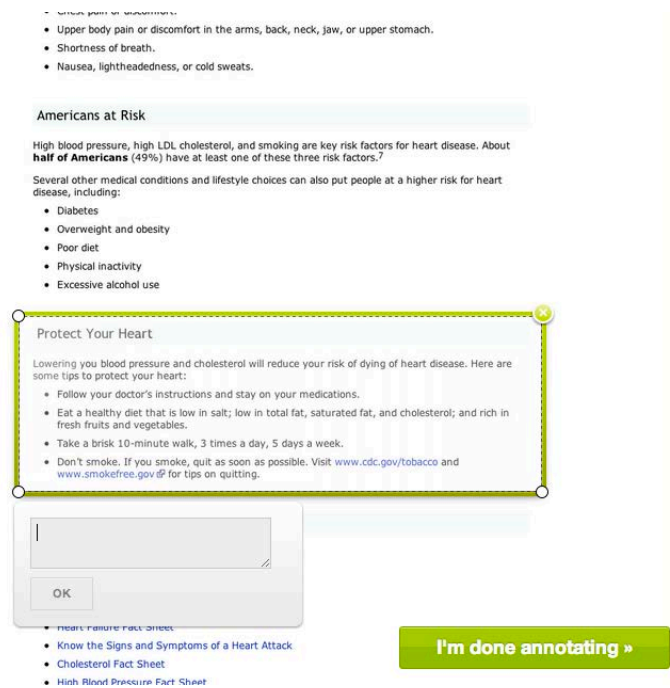 Chest pain or discomfort.
Upper body pain or discomfort in the arms, back, neck, jaw, or upper stomach.
Shortness of breath.
Nausea, lightheadedness, or cold sweats.
Americans at Risk
High blood pressure, high LDL cholesterol, and smoking are key risk factors for heart disease. About
half of Americans (49%) have at least one of these three risk factors.7
Several other medical conditions and lifestyle choices can also put people at a higher risk for heart
disease, including:
Diabetes
Overweight and obesity
Poor diet
Physical inactivity
Excessive alcohol use
Protect Your Heart
Lowering you blood pressure and cholesterol will reduce your risk of dying of heart disease. Here are
some tips to protect your heart:
Follow your doctor's instructions and stay on your medications.
Eat a healthy diet that is low in salt; low in total fat, saturated fat, and cholesterol; and rich in
fresh fruits and vegetables.
Take a brisk 10-minute walk, 3 times a day, 5 days a week.
Don't smoke. If you smoke, quit as soon as possible. Visit www.cdc.gov/tobacco and
www.smokefree.gov for tips on quitting.
OK
Heart Failure Fact Sheet
Know the Signs and Symptoms of a Heart Attack
I'm done annotating »
Cholesterol Fact Sheet
High Blood Pressure Fact Sheet